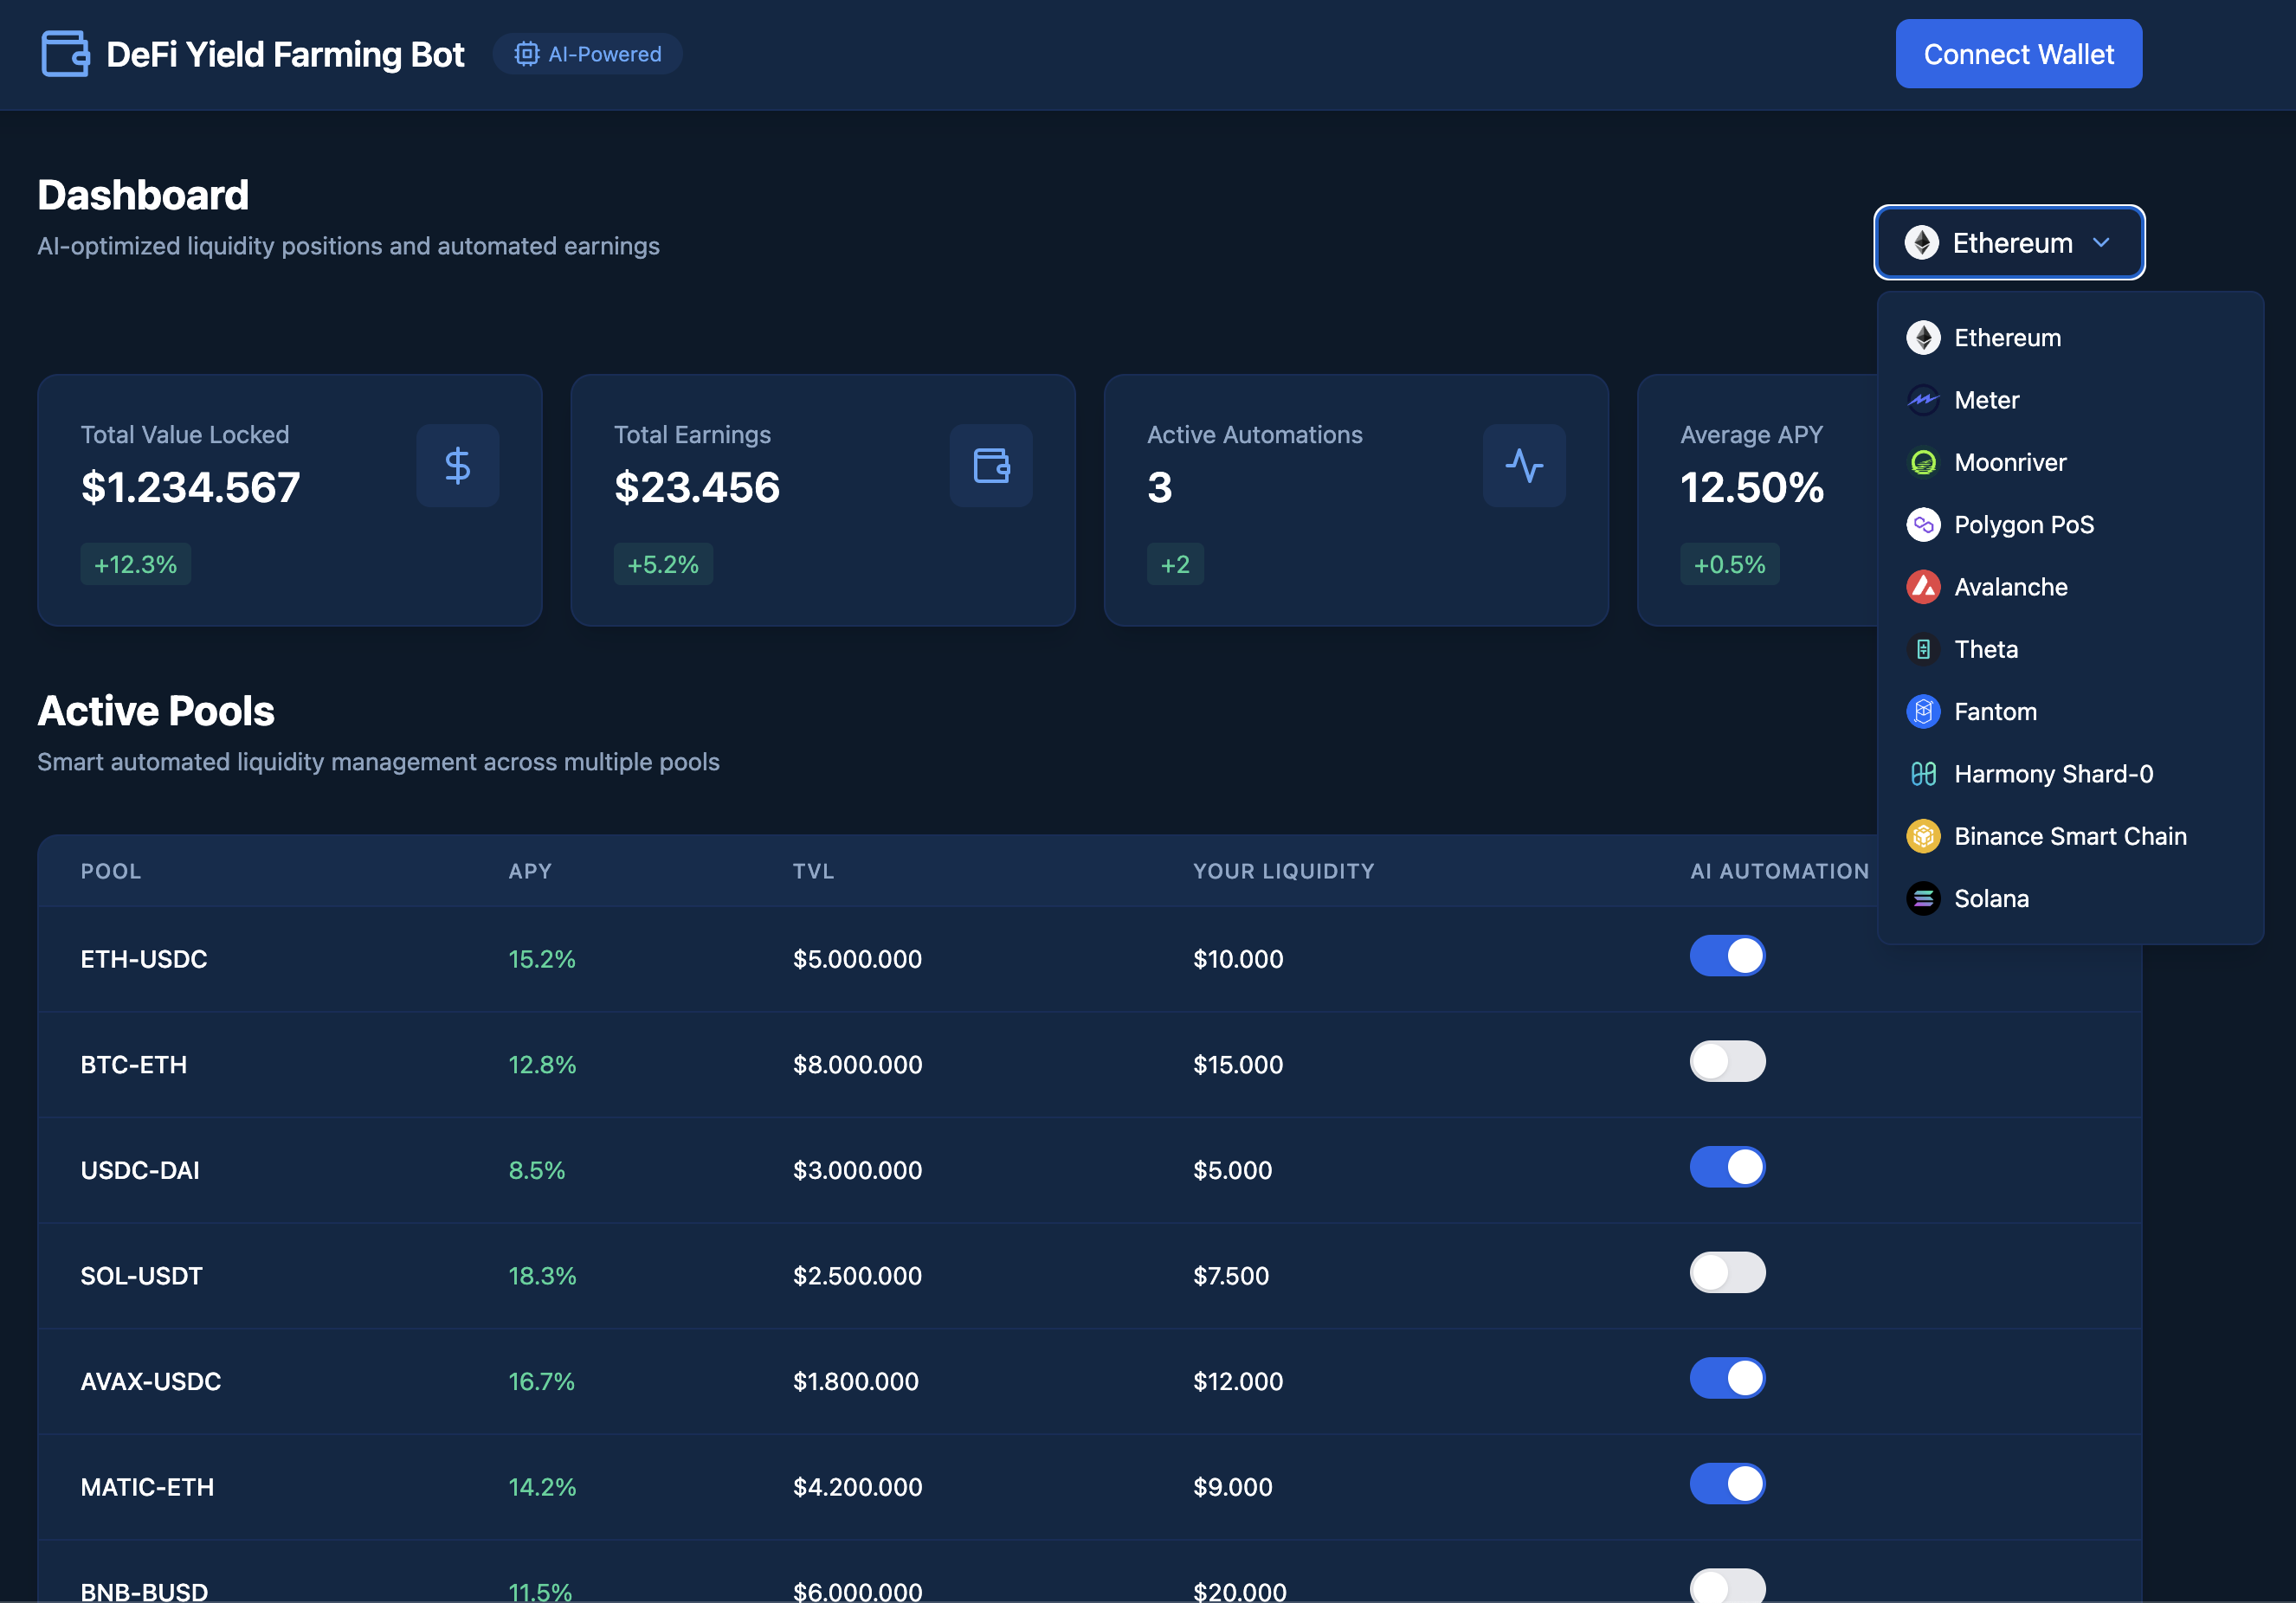 DeFi Yield Farming Bot
AI-Powered
Connect Wallet
Dashboard
AI-optimized liquidity positions and automated earnings
Ethereum
Ethereum
Meter
Moonriver
Polygon PoS
Avalanche
Theta
Fantom
Harmony Shard-0
Binance Smart Chain
Solana
Total Value Locked
$1.234.567
+12.3%
Total Earnings
$23.456
+5.2%
Active Automations
3
+2
Average APY
12.50%
+0.5%
Active Pools
Smart automated liquidity management across multiple pools
POOL APY TVL YOUR LIQUIDITY AI AUTOMATION
ETH-USDC 15.2% $5.000.000 $10.000
BTC-ETH 12.8% $8.000.000 $15.000
USDC-DAI 8.5% $3.000.000 $5.000
SOL-USDT 18.3% $2.500.000 $7.500
AVAX-USDC 16.7% $1.800.000 $12.000
MATIC-ETH 14.2% $4.200.000 $9.000
BNB-BUSD 11.5% $6.000.000 $20.000